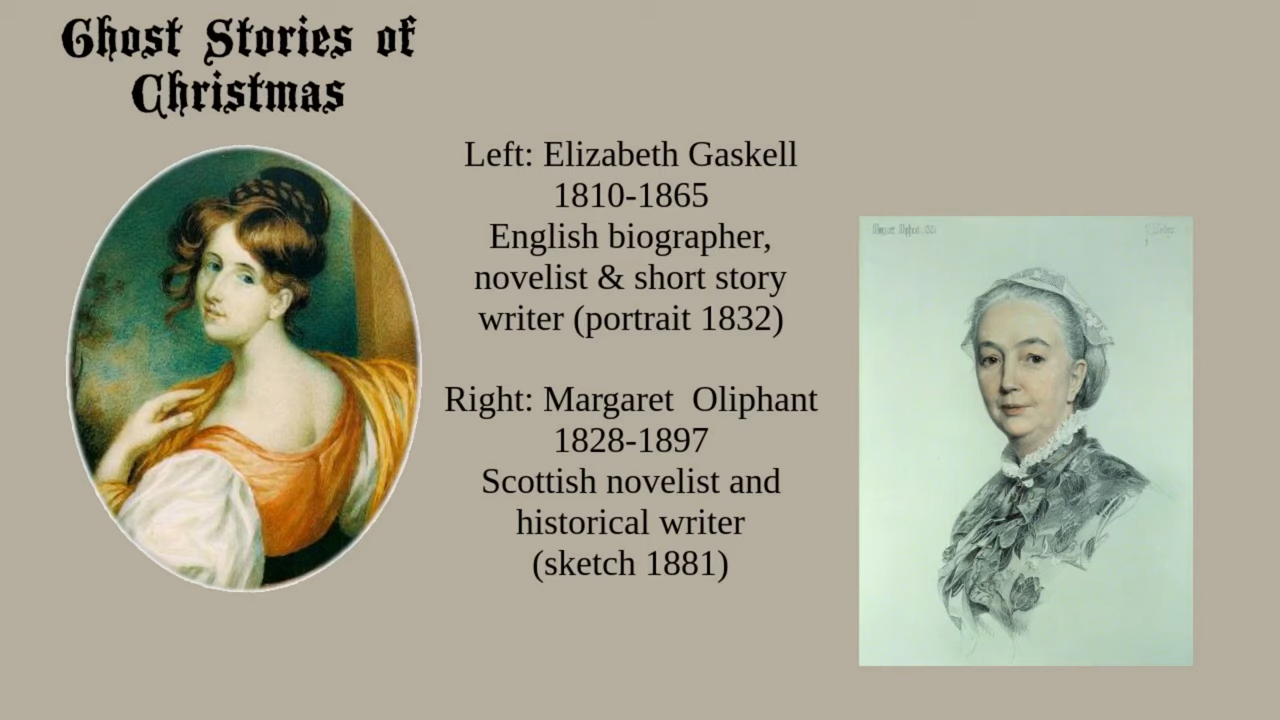 Ghost Stories of
Christmas
Left: Elizabeth Gaskell
1810-1865
English biographer,
novelist & short story
writer (portrait 1832)
Right: Margaret  Oliphant
1828-1897
Scottish novelist and
historical writer
(sketch 1881)